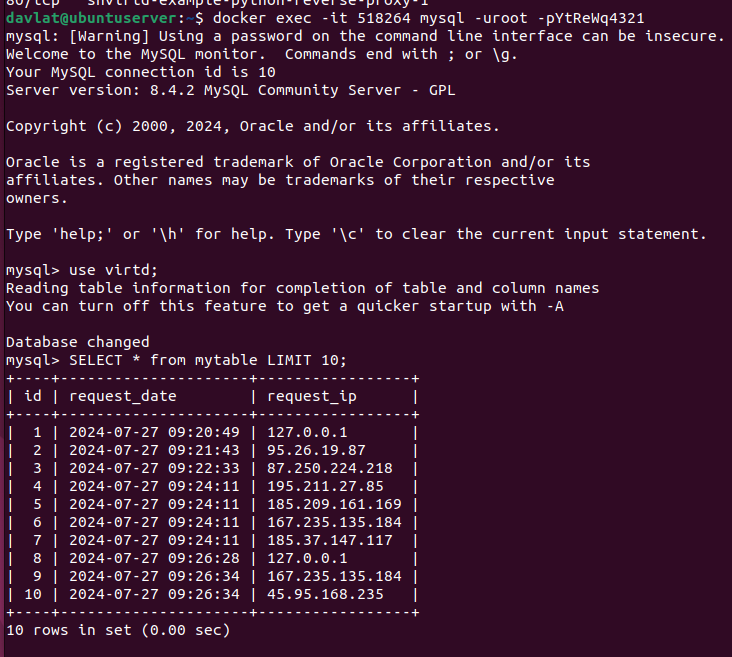 80/tcp   shvirtd-example-python-reverse-proxy-1
davlat@ubuntuserver:~$ docker exec -it 518264 mysql -uroot -pYtReWq4321
mysql: [Warning] Using a password on the command line interface can be insecure.
Welcome to the MySQL monitor.  Commands end with ; or \g.
Your MySQL connection id is 10
Server version: 8.4.2 MySQL Community Server - GPL

Copyright (c) 2000, 2024, Oracle and/or its affiliates.

Oracle is a registered trademark of Oracle Corporation and/or its
affiliates. Other names may be trademarks of their respective
owners.

Type 'help;' or '\h' for help. Type '\c' to clear the current input statement.

mysql> use virtd;
Reading table information for completion of table and column names
You can turn off this feature to get a quicker startup with -A

Database changed
mysql> SELECT * from mytable LIMIT 10;
+----+---------------------+-----------------+
| id | request_date        | request_ip      |
+----+---------------------+-----------------+
|  1 | 2024-07-27 09:20:49 | 127.0.0.1       |
|  2 | 2024-07-27 09:21:43 | 95.26.19.87     |
|  3 | 2024-07-27 09:22:33 | 87.250.224.218  |
|  4 | 2024-07-27 09:24:11 | 195.211.27.85   |
|  5 | 2024-07-27 09:24:11 | 185.209.161.169 |
|  6 | 2024-07-27 09:24:11 | 167.235.135.184 |
|  7 | 2024-07-27 09:24:11 | 185.37.147.117  |
|  8 | 2024-07-27 09:26:28 | 127.0.0.1       |
|  9 | 2024-07-27 09:26:34 | 167.235.135.184 |
| 10 | 2024-07-27 09:26:34 | 45.95.168.235   |
+----+---------------------+-----------------+
10 rows in set (0.00 sec)